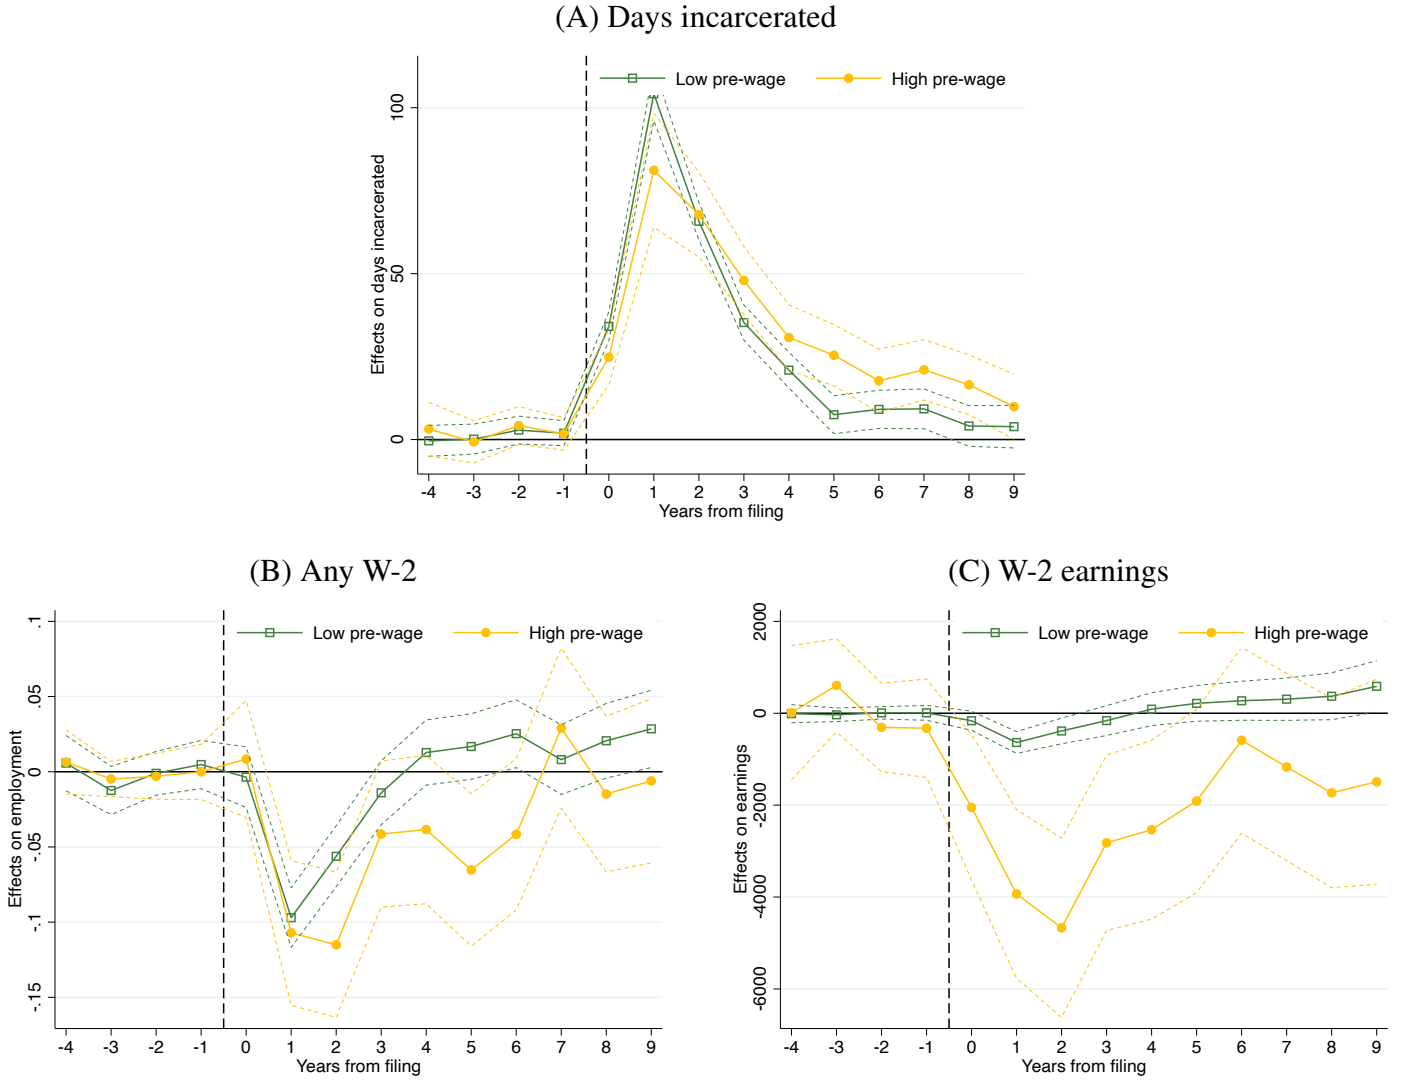 (A) Days incarcerated
Low pre-wage
High pre-wage
100
50
0
Effects on days incarcerated
-4 -3 -2 -1 0 1 2 3 4 5 6 7 8 9
Years from filing
(B) Any W-2
Low pre-wage
High pre-wage
.1
.05
0
-.05
-.1
-.15
Effects on employment
-4 -3 -2 -1 0 1 2 3 4 5 6 7 8 9
Years from filing
(C) W-2 earnings
Low pre-wage
High pre-wage
2000
0
-2000
-4000
-6000
Effects on earnings
-4 -3 -2 -1 0 1 2 3 4 5 6 7 8 9
Years from filing